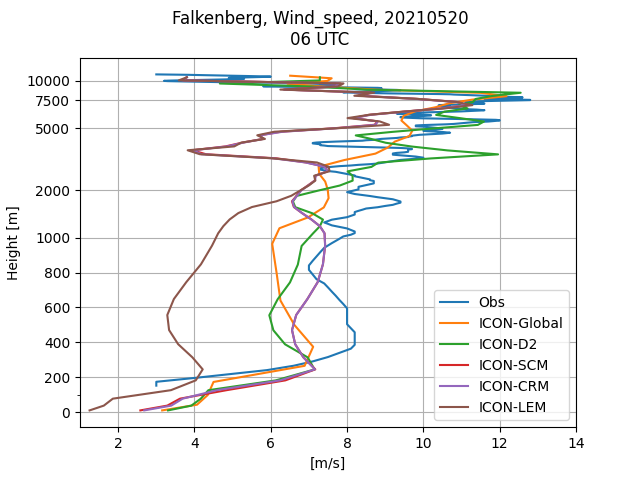 Falkenberg, Wind_speed, 20210520
06 UTC
Height [m]
10000
7500
5000
2000
1000
800
600
400
200
0
2 4 6 8 10 12 14
[m/s]
Obs
ICON-Global
ICON-D2
ICON-SCM
ICON-CRM
ICON-LEM